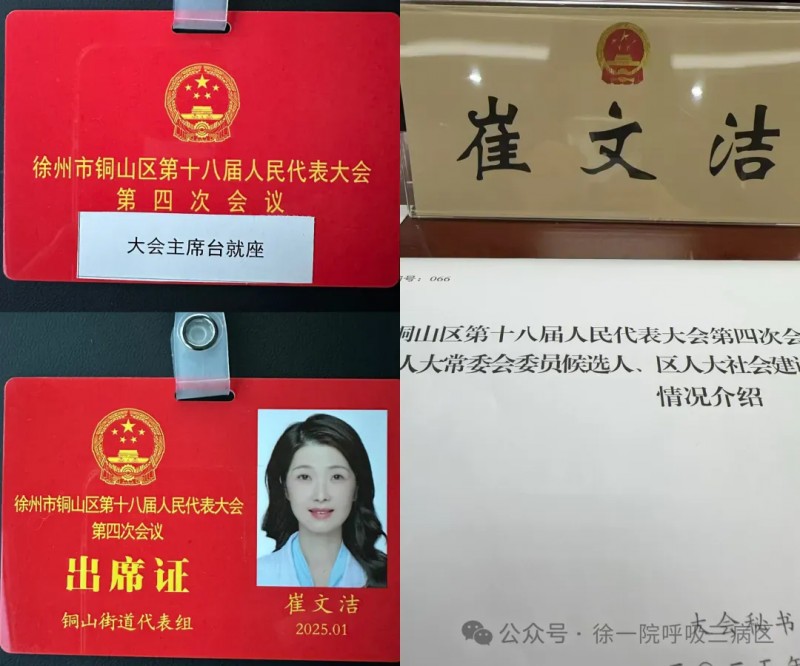 徐州市铜山区第十八届人民代表大会
第四次会议
大会主席台就座
崔文洁
号：066
铜山区第十八届人民代表大会第四次会
人大常委会委员候选人、区人大社会建
情况介绍
大会秘书
徐州市铜山区第十八届人民代表大会
第四次会议
出席证
铜山街道代表组
崔文洁
2025.01
公众号·徐一院呼吸三病区